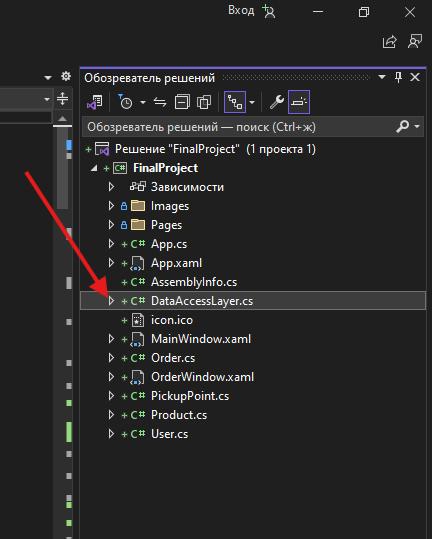 Вход
Обозреватель решений
Обозреватель решений — поиск (Ctrl+ж)
Решение "FinalProject" (1 проекта 1)
C# FinalProject
Зависимости
Images
Pages
C# App.cs
App.xaml
AssemblyInfo.cs
C# DataAccessLayer.cs
icon.ico
MainWindow.xaml
C# Order.cs
OrderWindow.xaml
C# PickupPoint.cs
C# Product.cs
C# User.cs